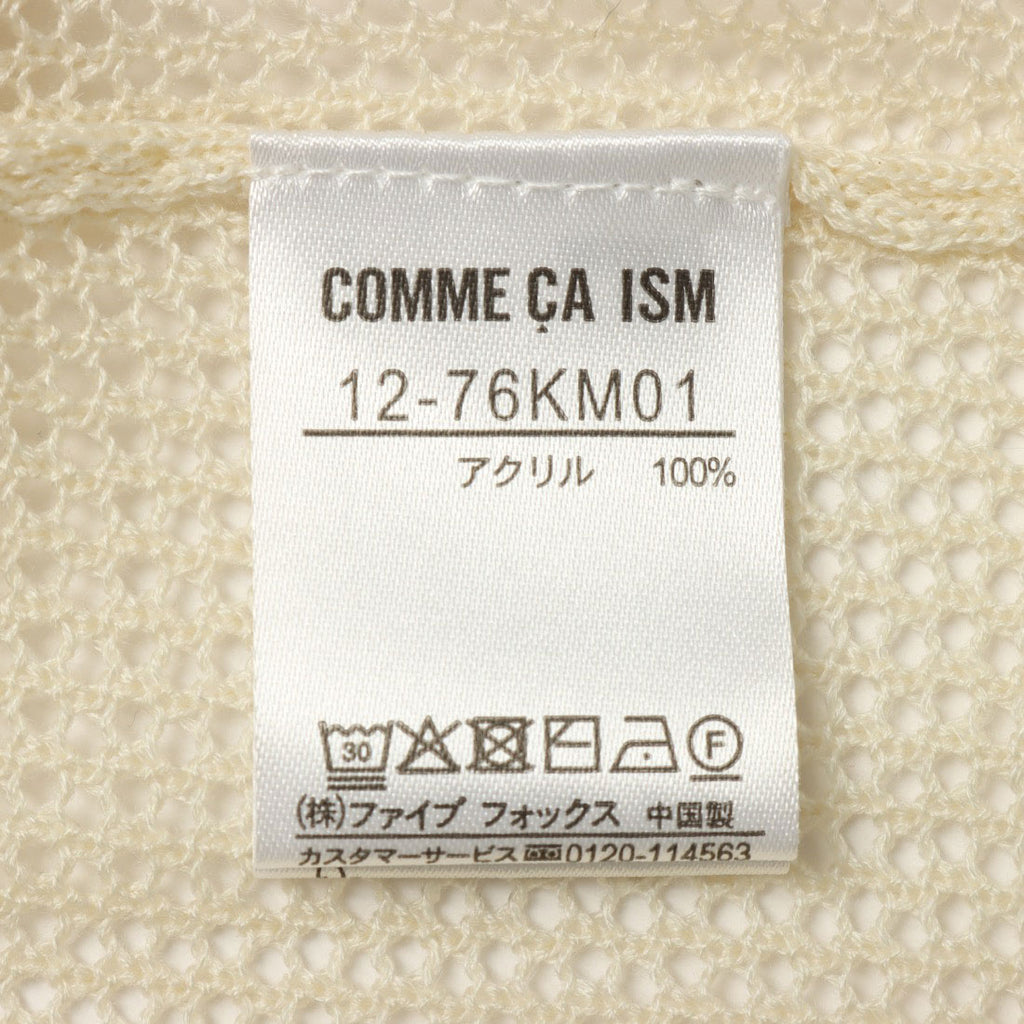 COMME ÇA ISM
12-76KM01
アクリル 100%
30 F
(株)ファイブ フォックス 中国製
カスタマーサービス 0120-114563